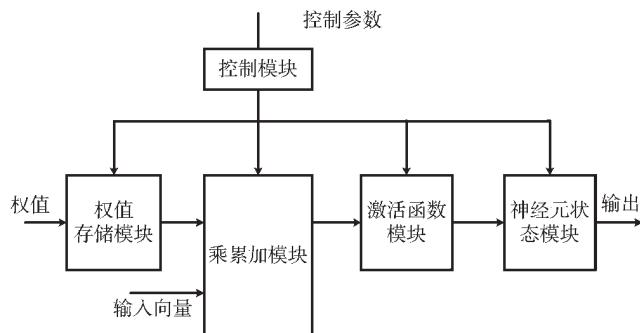 控制参数
控制模块
权值
权值
存储模块
乘累加模块
激活函数
模块
神经元状
态模块
输出
输入向量